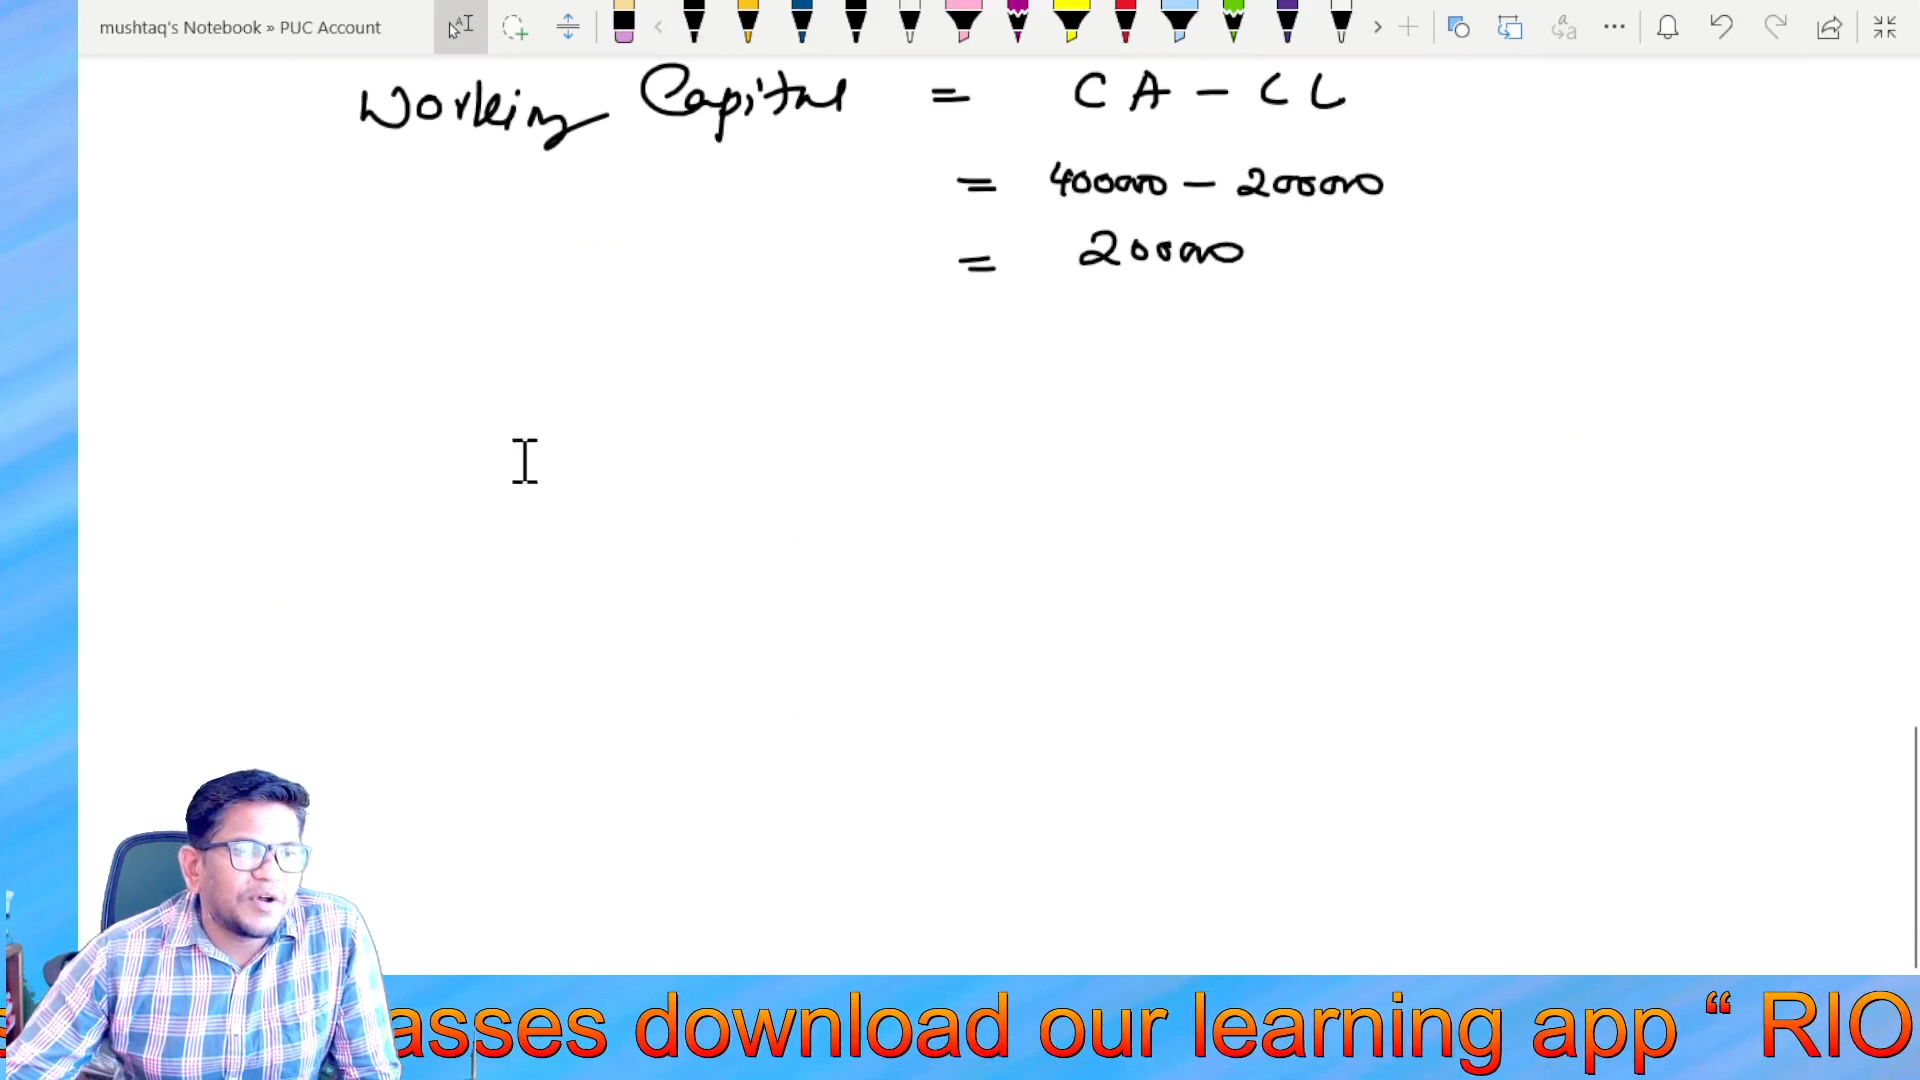 mushtaq's Notebook » PUC Account
Working Capital = CA - CL
= 400000 - 200000
= 200000
asses download our learning app “ RIO